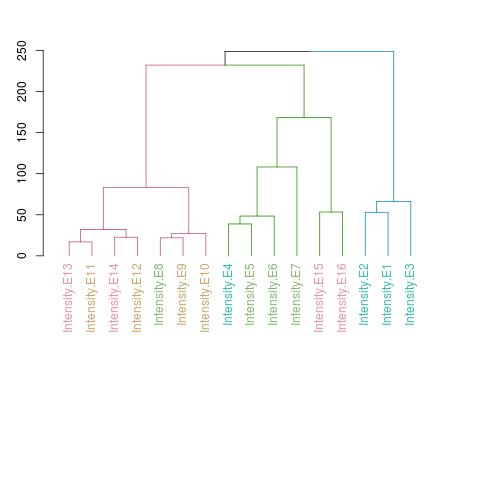 250
200
150
100
50
0
Intensity.E13
Intensity.E11
Intensity.E14
Intensity.E12
Intensity.E8
Intensity.E9
Intensity.E10
Intensity.E4
Intensity.E5
Intensity.E6
Intensity.E7
Intensity.E15
Intensity.E16
Intensity.E2
Intensity.E1
Intensity.E3